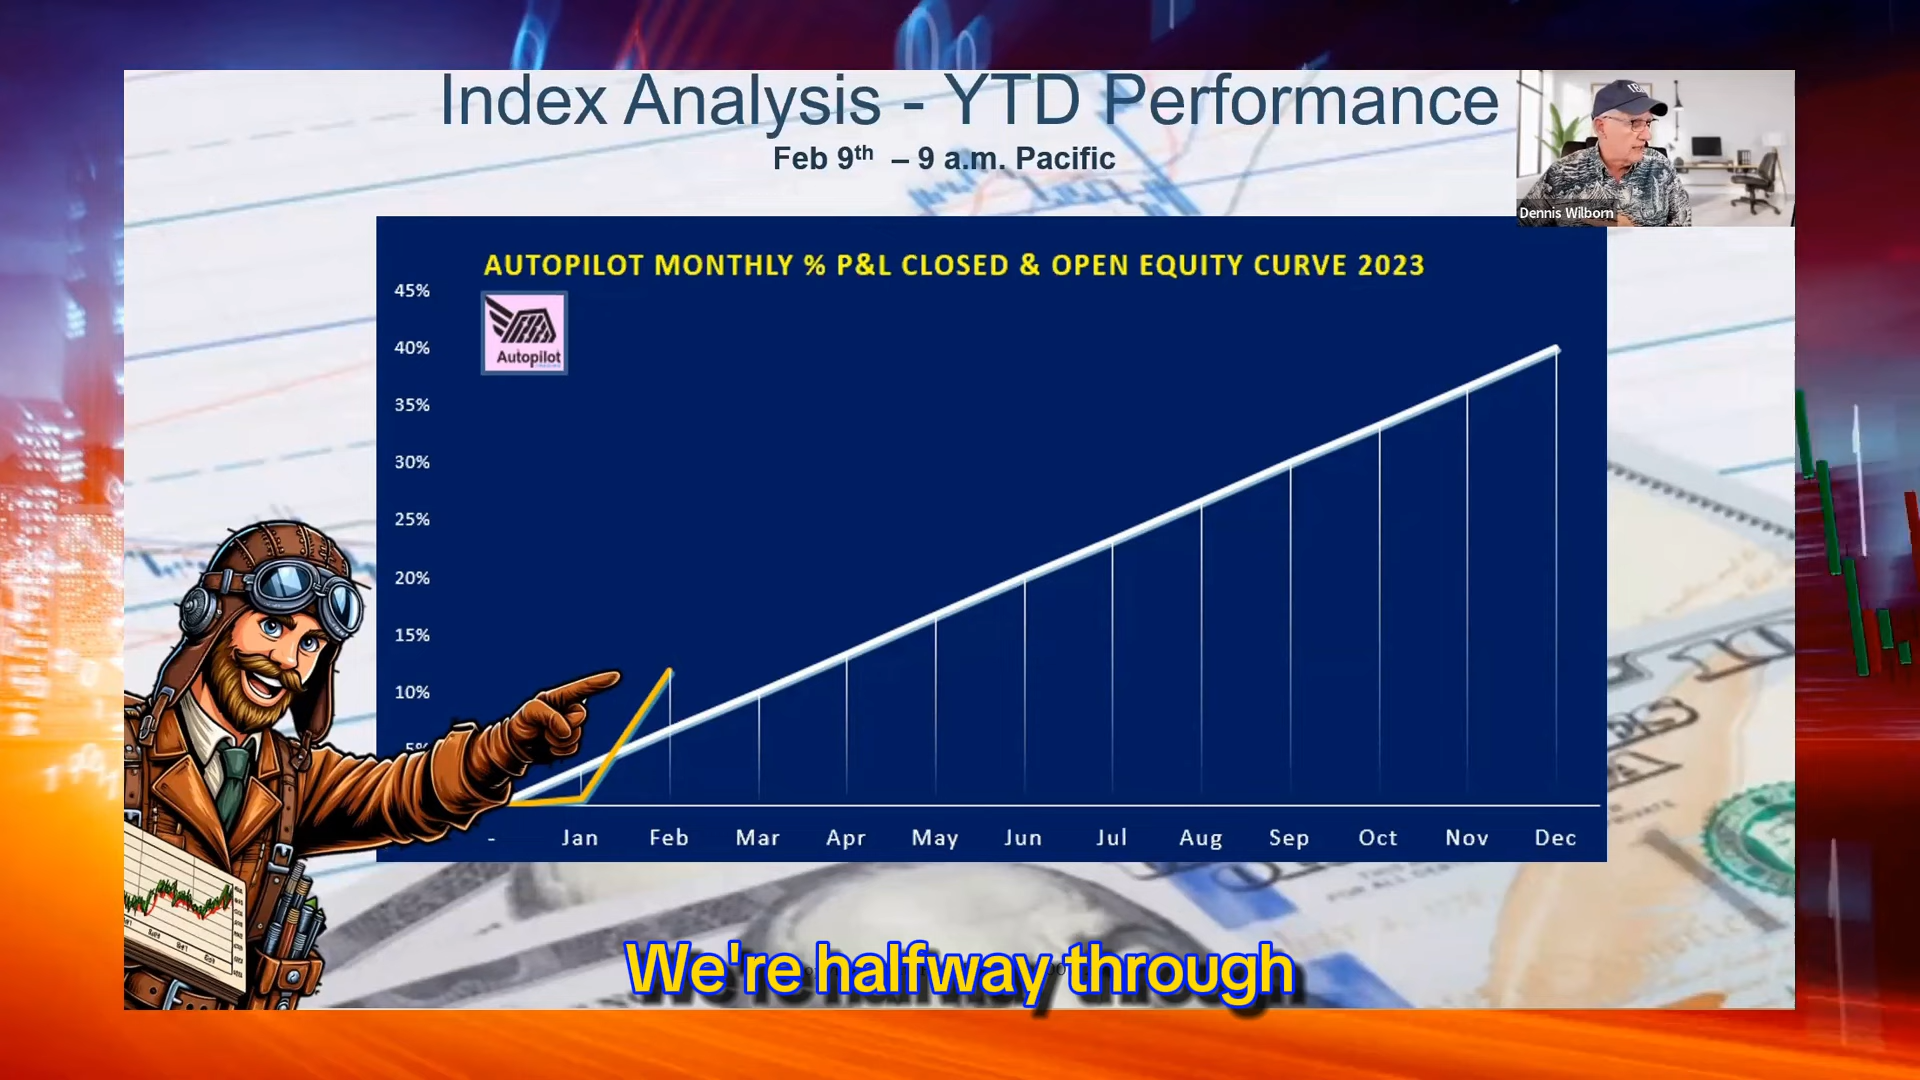 Index Analysis - YTD Performance
Feb 9th – 9 a.m. Pacific
Dennis Wilborn
AUTOPILOT MONTHLY % P&L CLOSED & OPEN EQUITY CURVE 2023
Autopilot
45%
40%
35%
30%
25%
20%
15%
10%
5%
- Jan Feb Mar Apr May Jun Jul Aug Sep Oct Nov Dec
We're halfway through